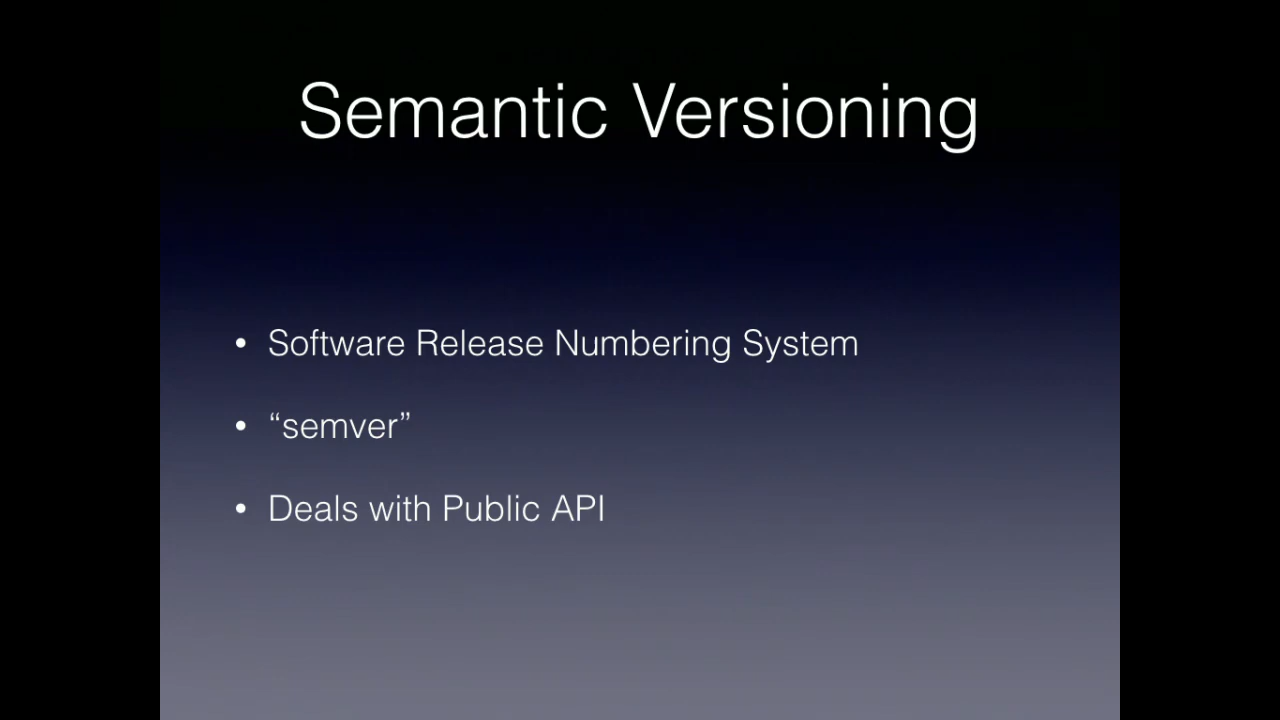 Semantic Versioning
• Software Release Numbering System
• “semver”
• Deals with Public API